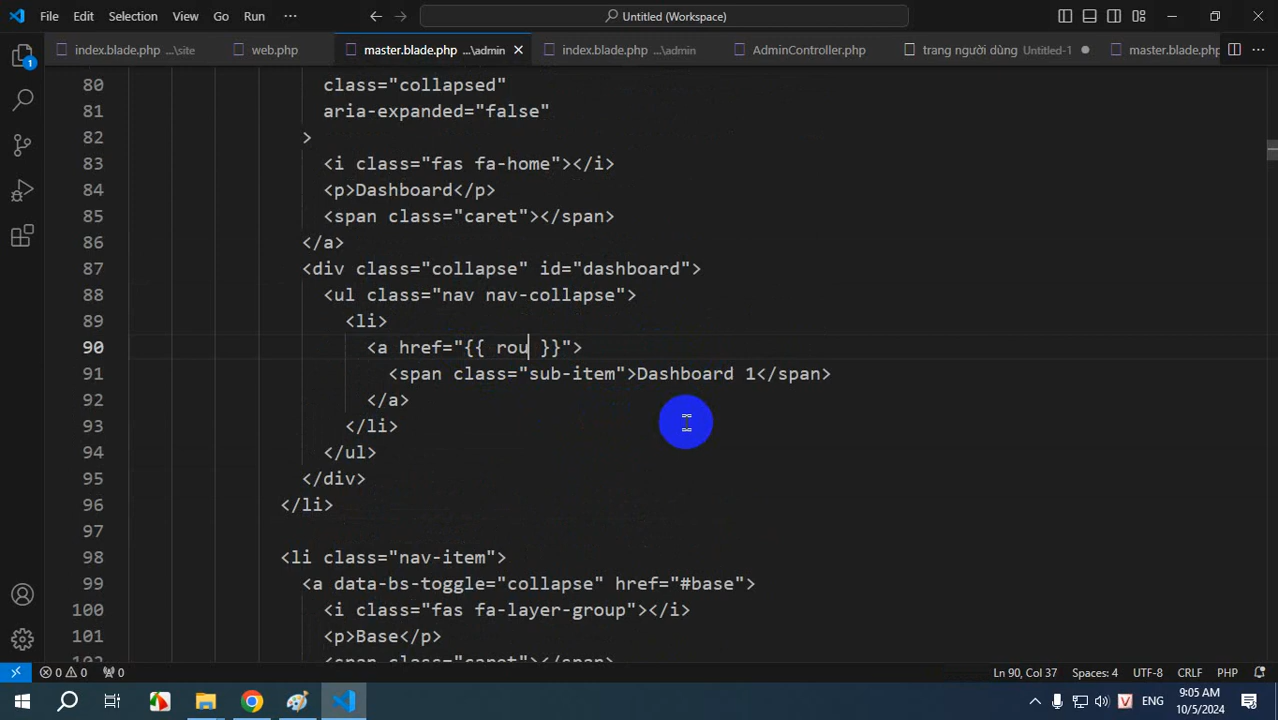 File Edit Selection View Go Run ··· Untitled (Workspace)
index.blade.php ...\site web.php master.blade.php ...\admin index.blade.php ...\admin AdminController.php trang người dùng Untitled-1 master.blade.php,
80 class="collapsed"
81 aria-expanded="false"
82 >
83 <i class="fas fa-home"></i>
84 <p>Dashboard</p>
85 <span class="caret"></span>
86 </a>
87 <div class="collapse" id="dashboard">
88 <ul class="nav nav-collapse">
89 <li>
90 <a href="{{ rou }}">
91 <span class="sub-item">Dashboard 1</span>
92 </a>
93 </li>
94 </ul>
95 </div>
96 </li>
97
98 <li class="nav-item">
99 <a data-bs-toggle="collapse" href="#base">
100 <i class="fas fa-layer-group"></i>
101 <p>Base</p>
102 <span class="caret"></span>
0 0 0 Ln 90, Col 37 Spaces: 4 UTF-8 CRLF PHP
V ENG 9:05 AM
10/5/2024